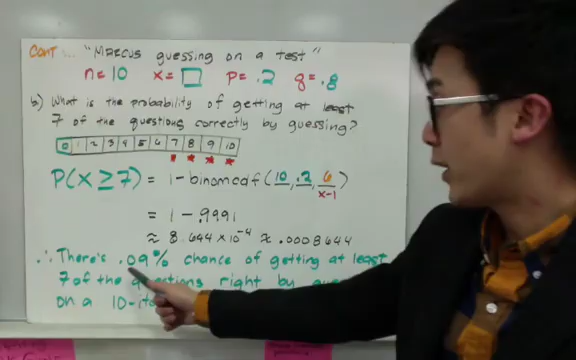 CONT... "MARCUS guessing on a test"
n=10 x=□ p=.2 q=.8
b) What is the probability of getting at least
7 of the questions correctly by guessing?
0 1 2 3 4 5 6 7 8 9 10
P(X≥7) = 1-binomcdf(10, .2, 6)
x-1
= 1-.9991
≈ 8.644×10⁻⁴ ≈ .0008644
∴ There's .09% chance of getting at least
7 of the questions right by
on a 10-